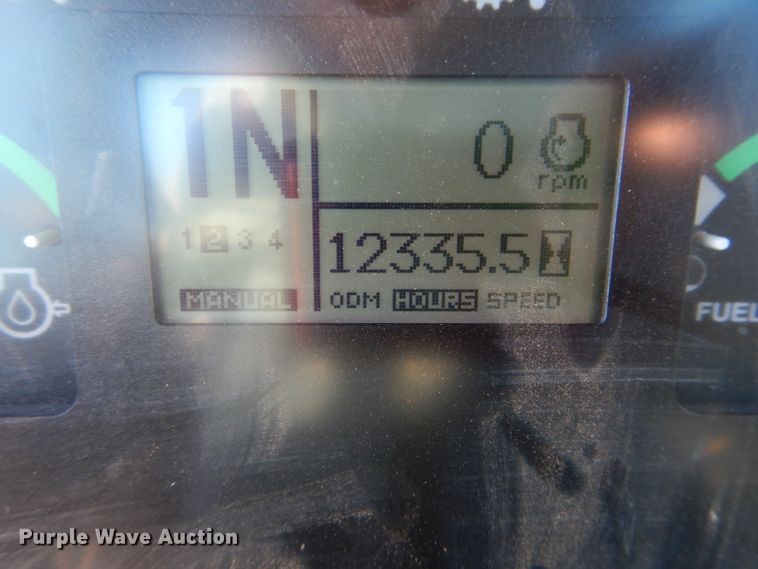 1N
0
rpm
1 2 3 4
12335.5
MANUAL
ODM HOURS SPEED
FUEL
Purple Wave Auction